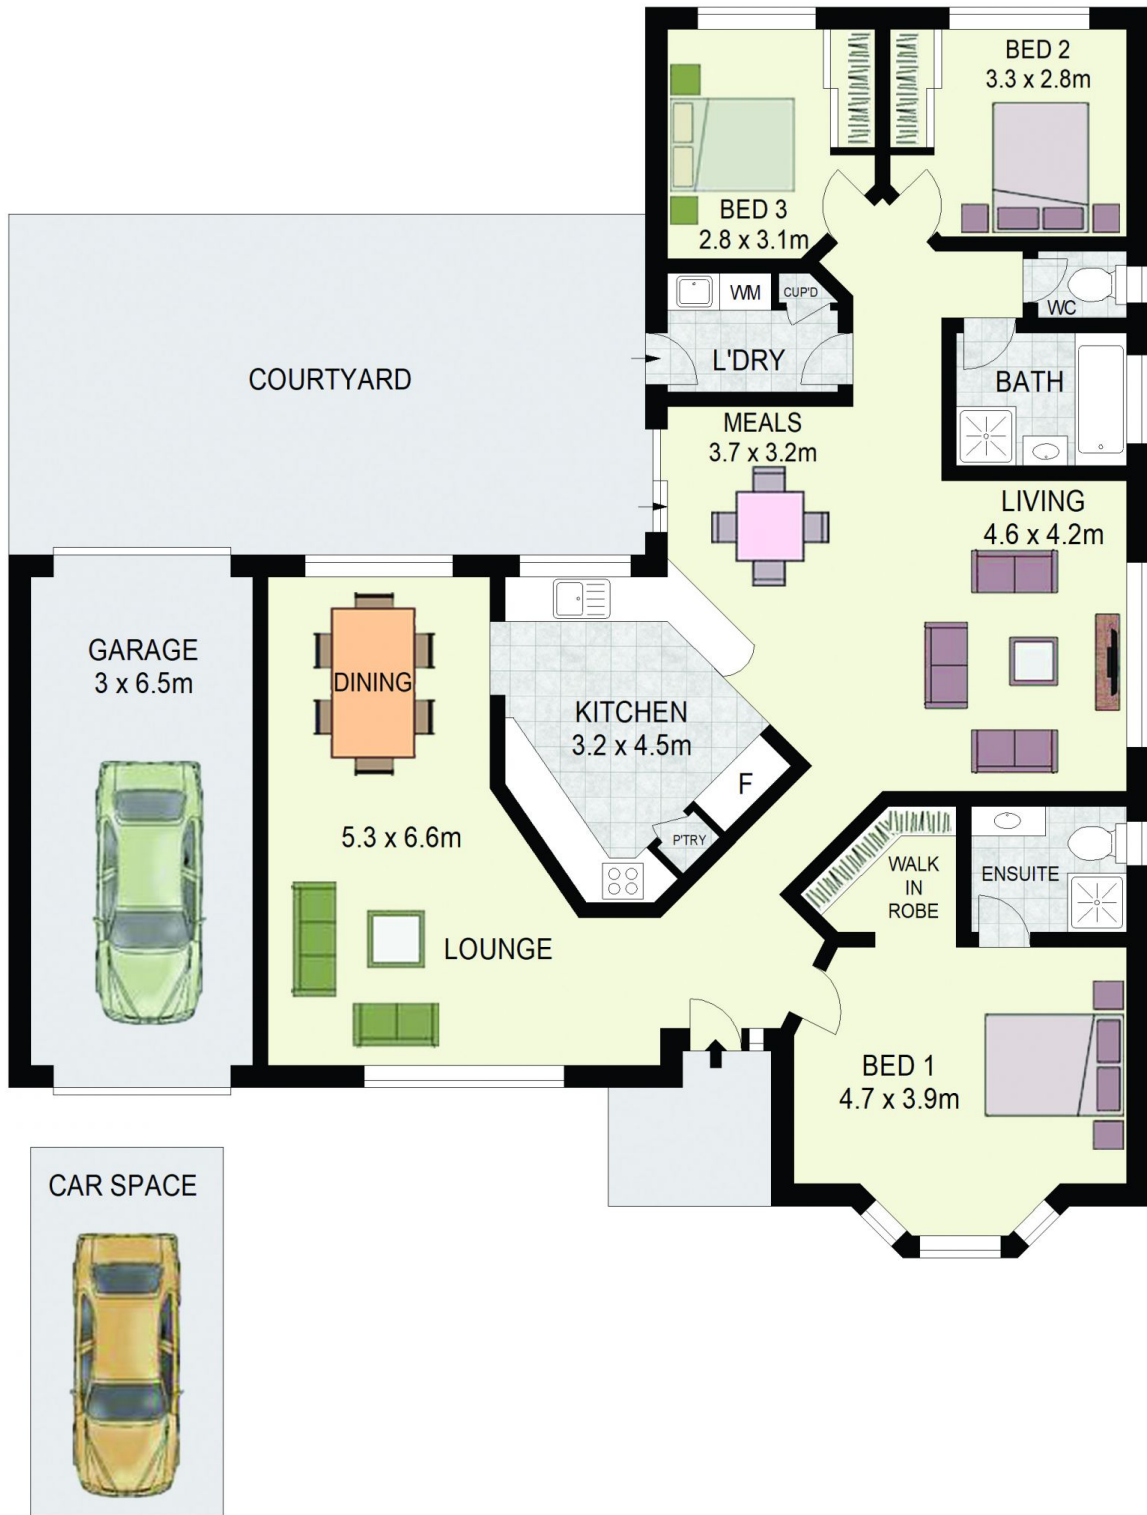 BED 2
3.3 x 2.8m
BED 3
2.8 x 3.1m
WM
CUP'D
WC
L'DRY
BATH
COURTYARD
MEALS
3.7 x 3.2m
LIVING
4.6 x 4.2m
GARAGE
3 x 6.5m
DINING
KITCHEN
3.2 x 4.5m
F
P'TRY
5.3 x 6.6m
LOUNGE
WALK
IN
ROBE
ENSUITE
BED 1
4.7 x 3.9m
CAR SPACE